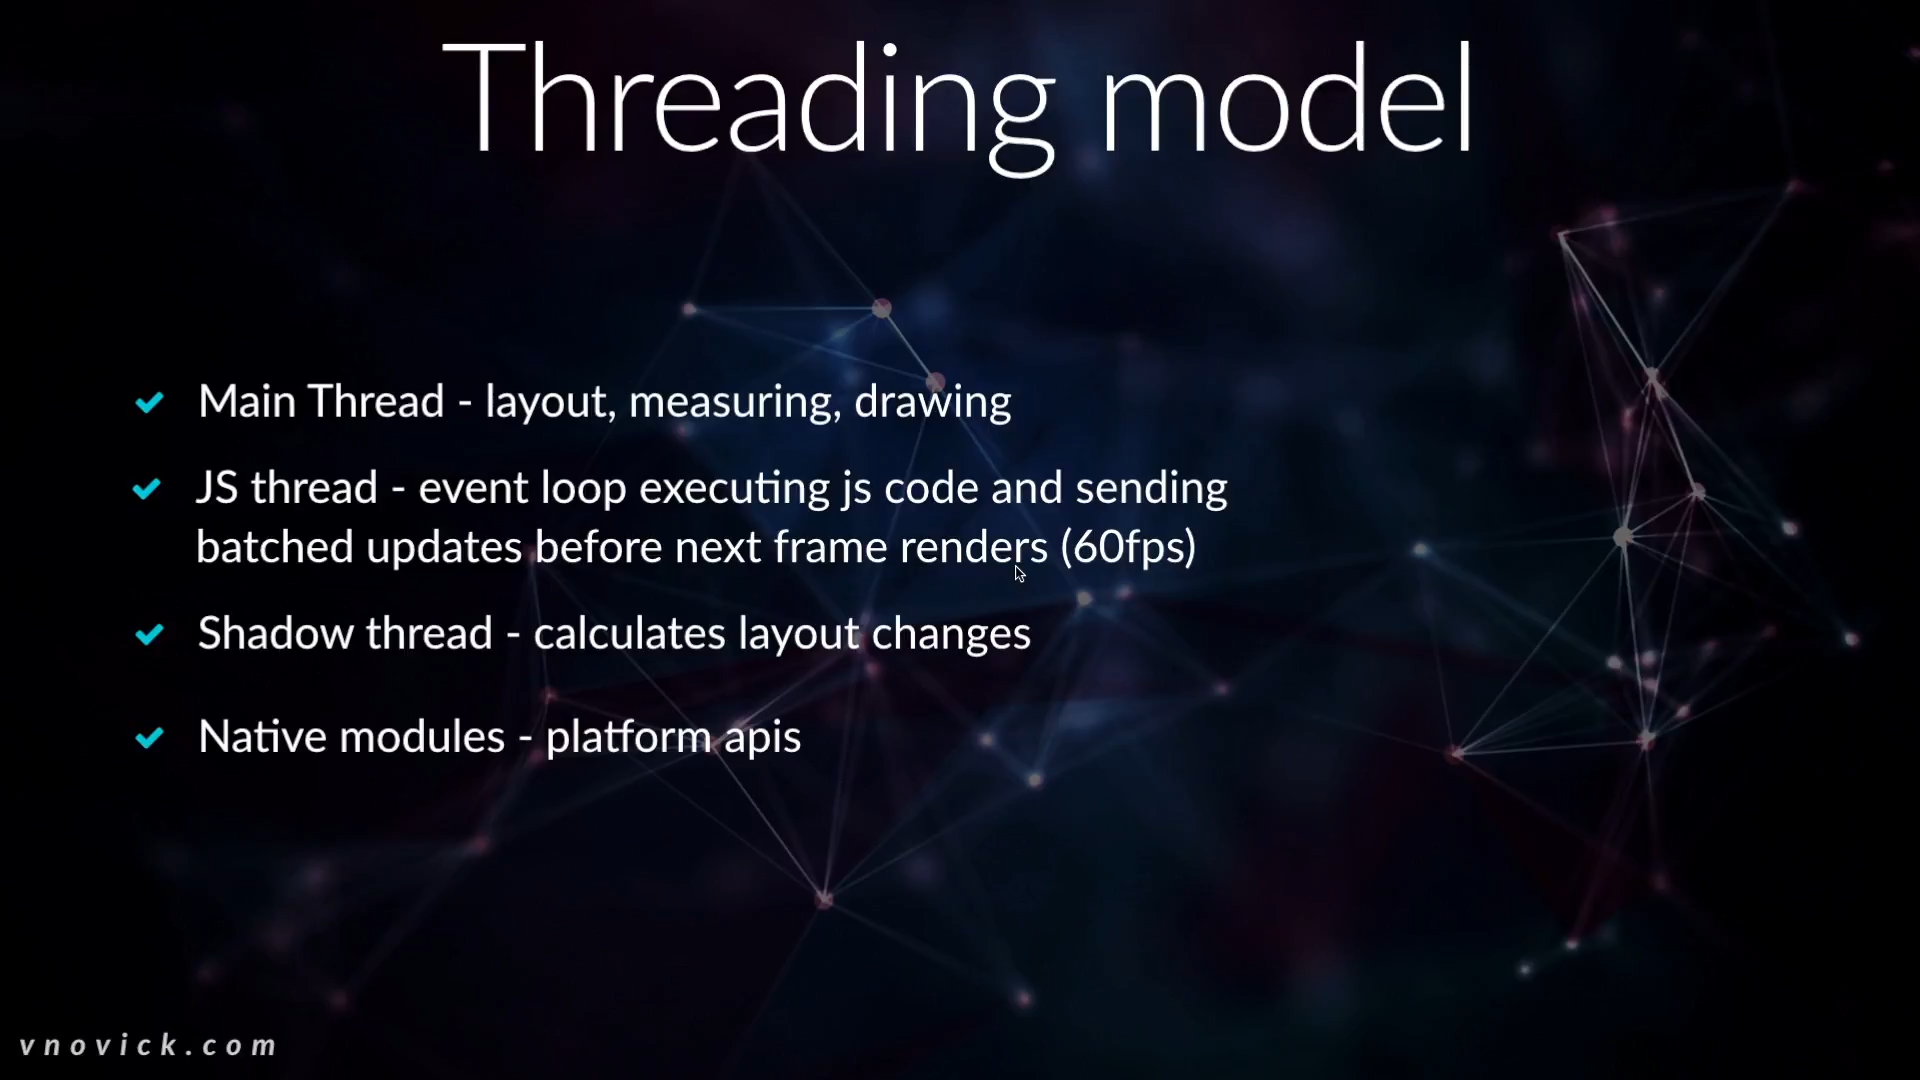 Threading model
Main Thread - layout, measuring, drawing
JS thread - event loop executing js code and sending
batched updates before next frame renders (60fps)
Shadow thread - calculates layout changes
Native modules - platform apis
vnovick.com